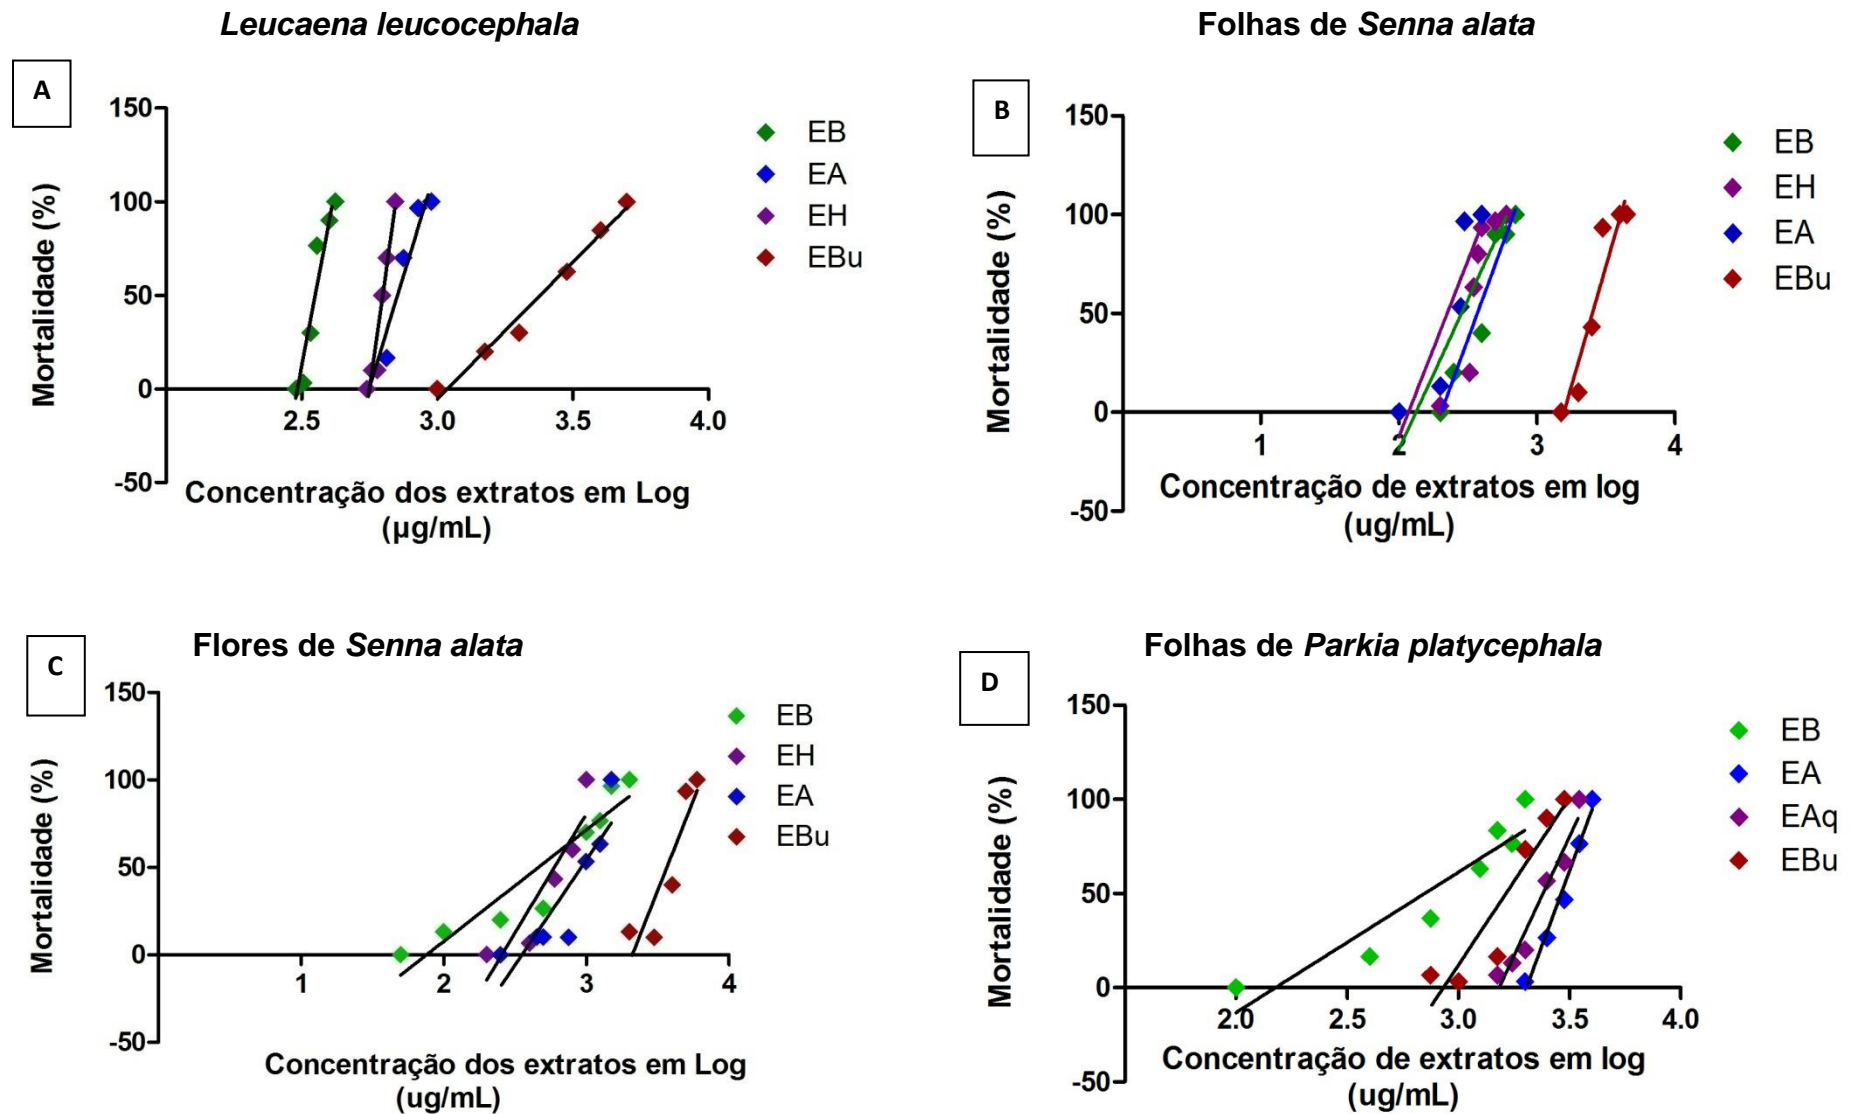 Leucaena leucocephala
A
150
100
50
0
-50
2.5 3.0 3.5 4.0
Mortalidade (%)
Concentração dos extratos em Log
(µg/mL)
EB
EA
EH
EBu
Folhas de Senna alata
B
150
100
50
0
-50
1 2 3 4
Mortalidade (%)
Concentração de extratos em log
(ug/mL)
EB
EH
EA
EBu
Flores de Senna alata
C
150
100
50
0
-50
1 2 3 4
Mortalidade (%)
Concentração dos extratos em Log
(ug/mL)
EB
EH
EA
EBu
Folhas de Parkia platycephala
D
150
100
50
0
-50
2.0 2.5 3.0 3.5 4.0
Mortalidade (%)
Concentração de extratos em log
(ug/mL)
EB
EA
EAq
EBu